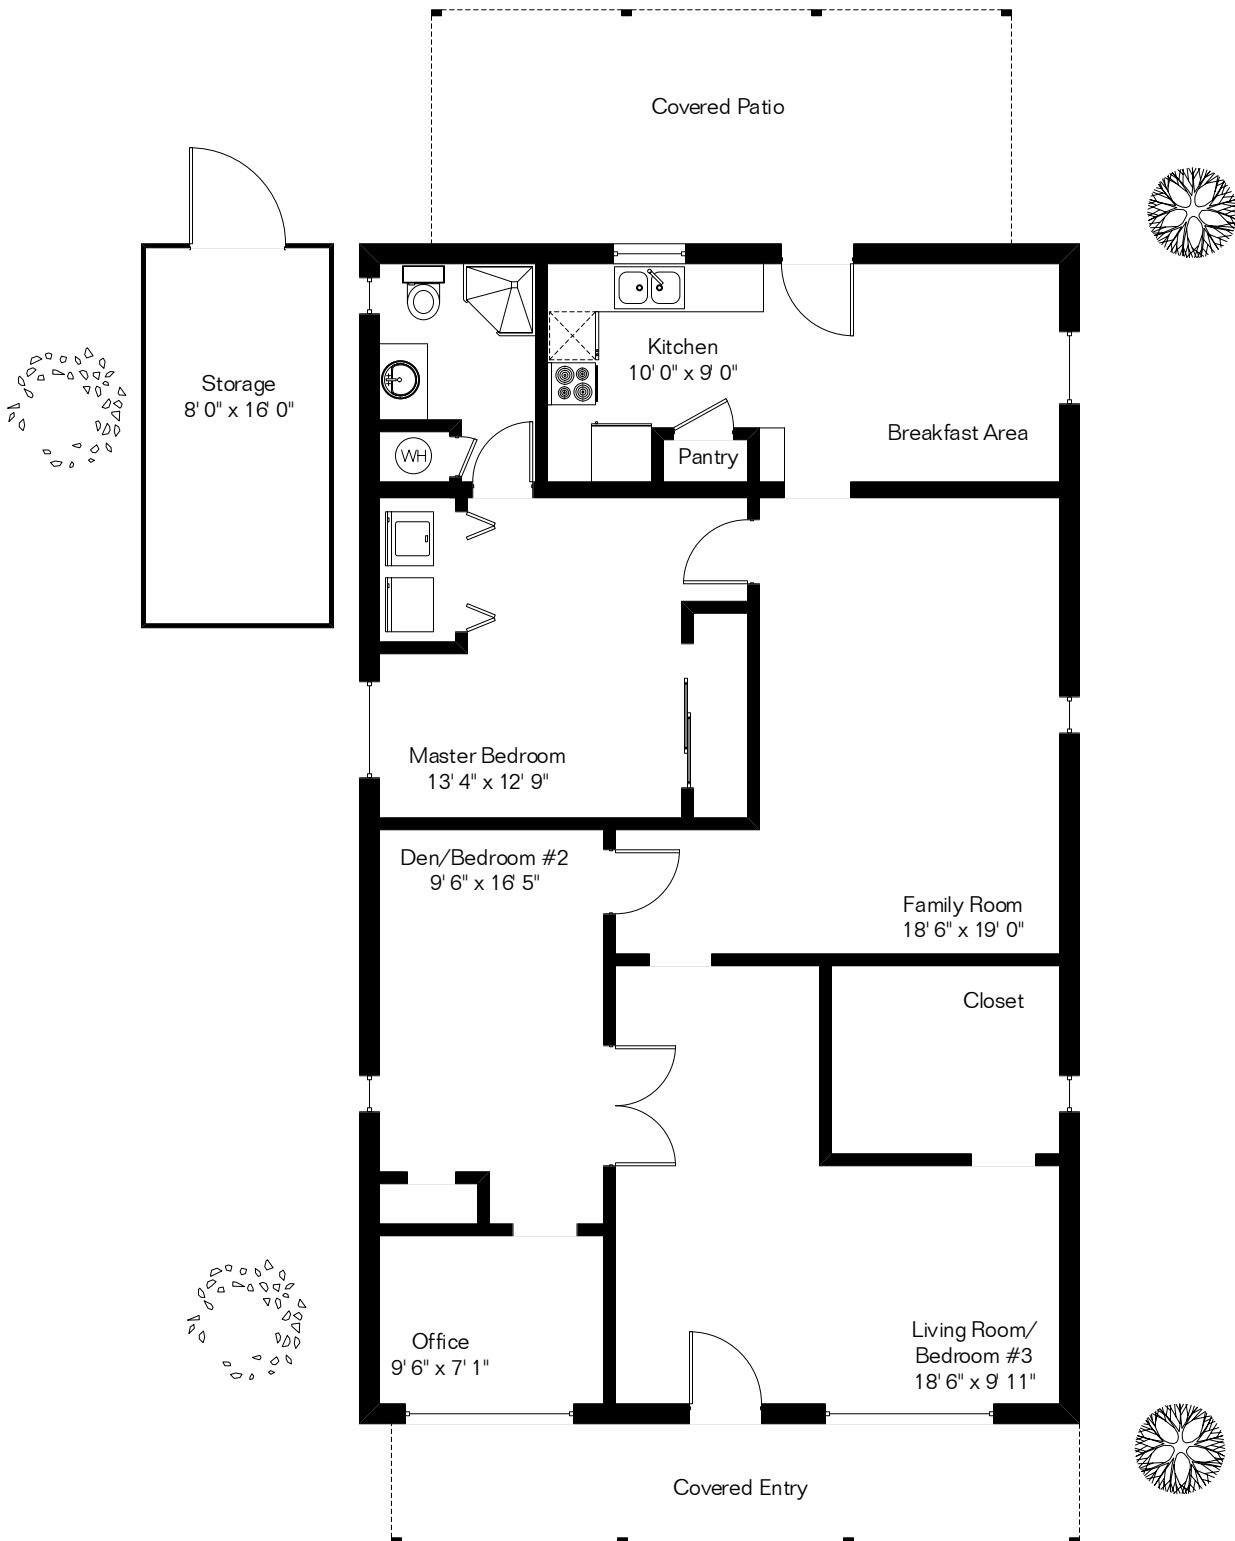 Covered Patio
Storage
8' 0" x 16' 0"
Kitchen
10' 0" x 9' 0"
Breakfast Area
Pantry
WH
Master Bedroom
13' 4" x 12' 9"
Den/Bedroom #2
9' 6" x 16' 5"
Family Room
18' 6" x 19' 0"
Closet
Office
9' 6" x 7' 1"
Living Room/
Bedroom #3
18' 6" x 9' 11"
Covered Entry